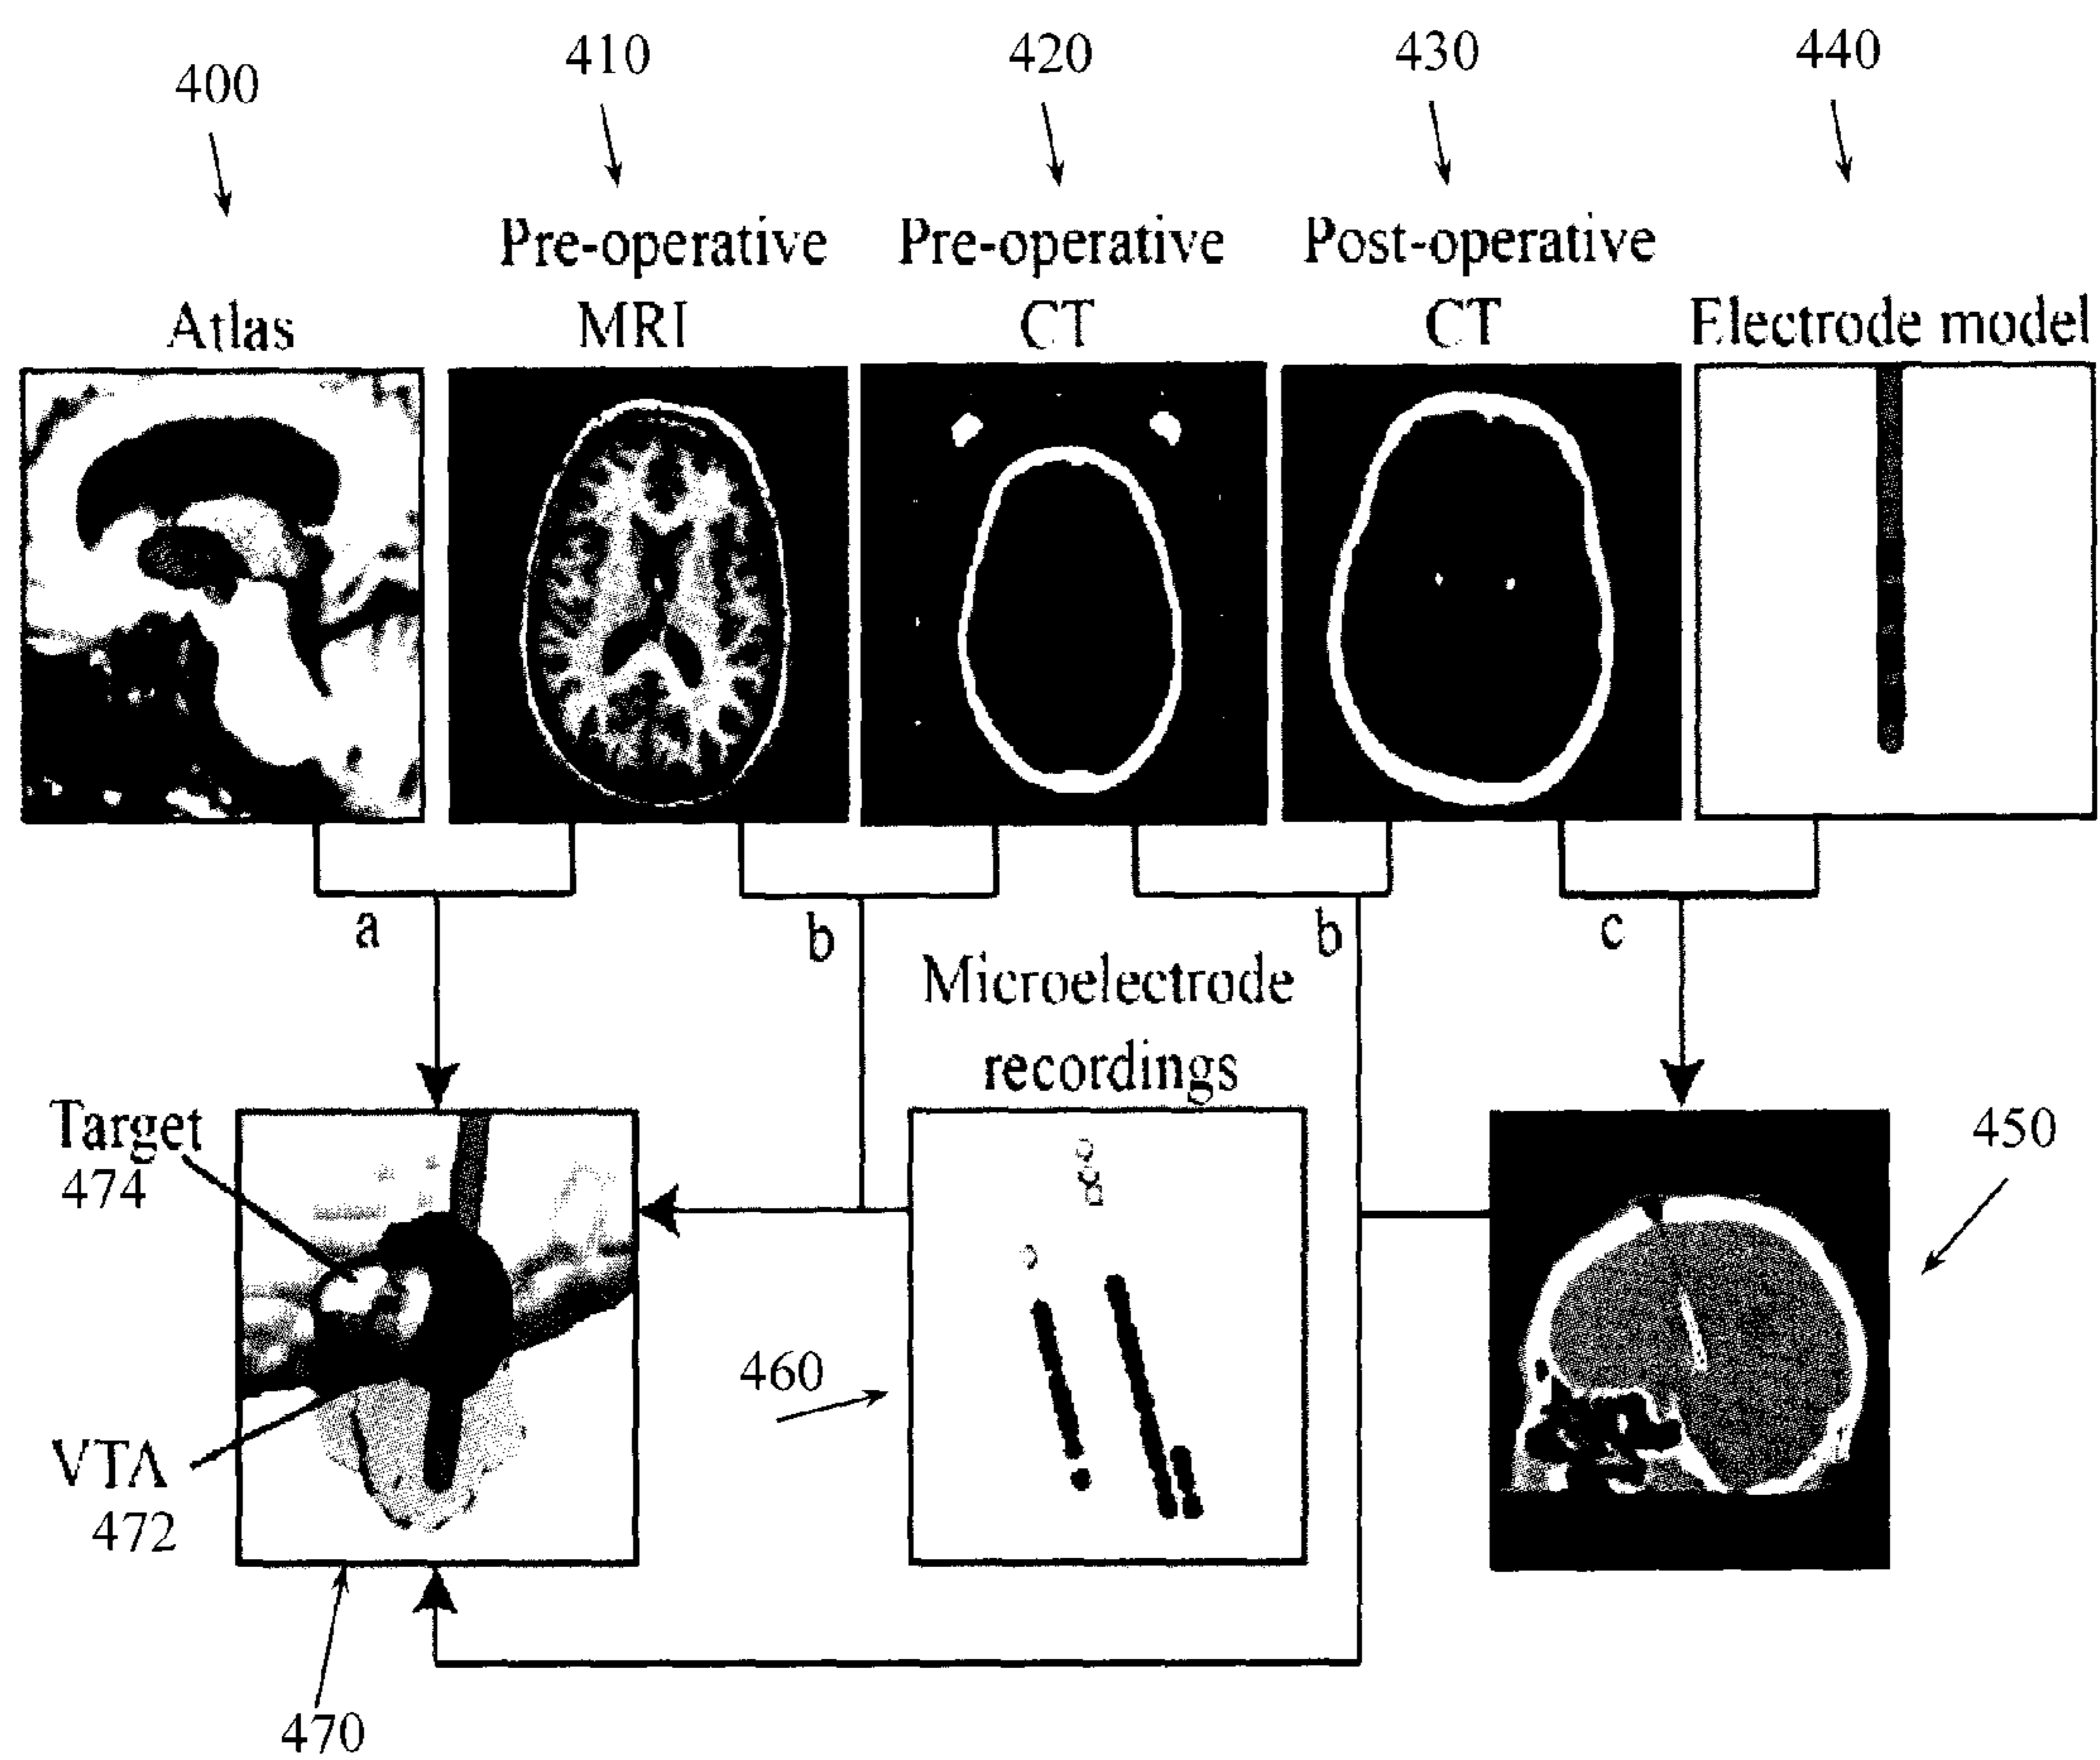 400
410
420
430
440
Atlas
Pre-operative
MRI
Pre-operative
CT
Post-operative
CT
Electrode model
a
b
b
c
Microelectrode
recordings
Target
474
450
460
VTA
472
470